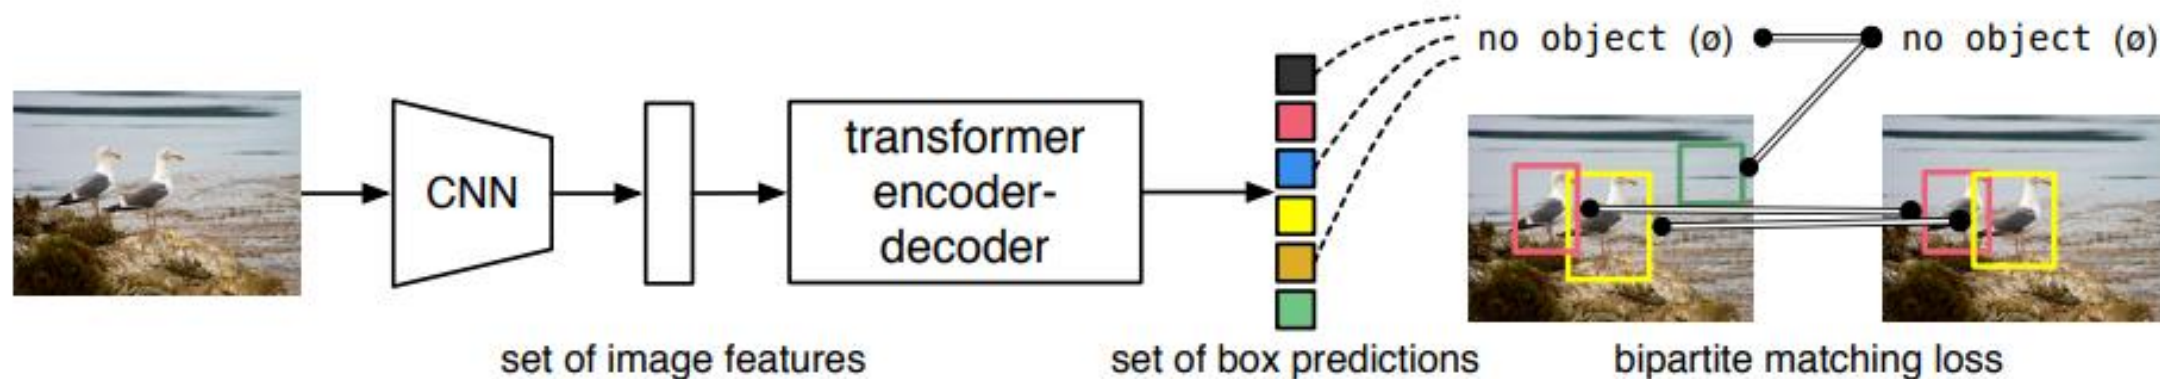 no object (ø)
no object (ø)
CNN
transformer
encoder-
decoder
set of image features
set of box predictions
bipartite matching loss